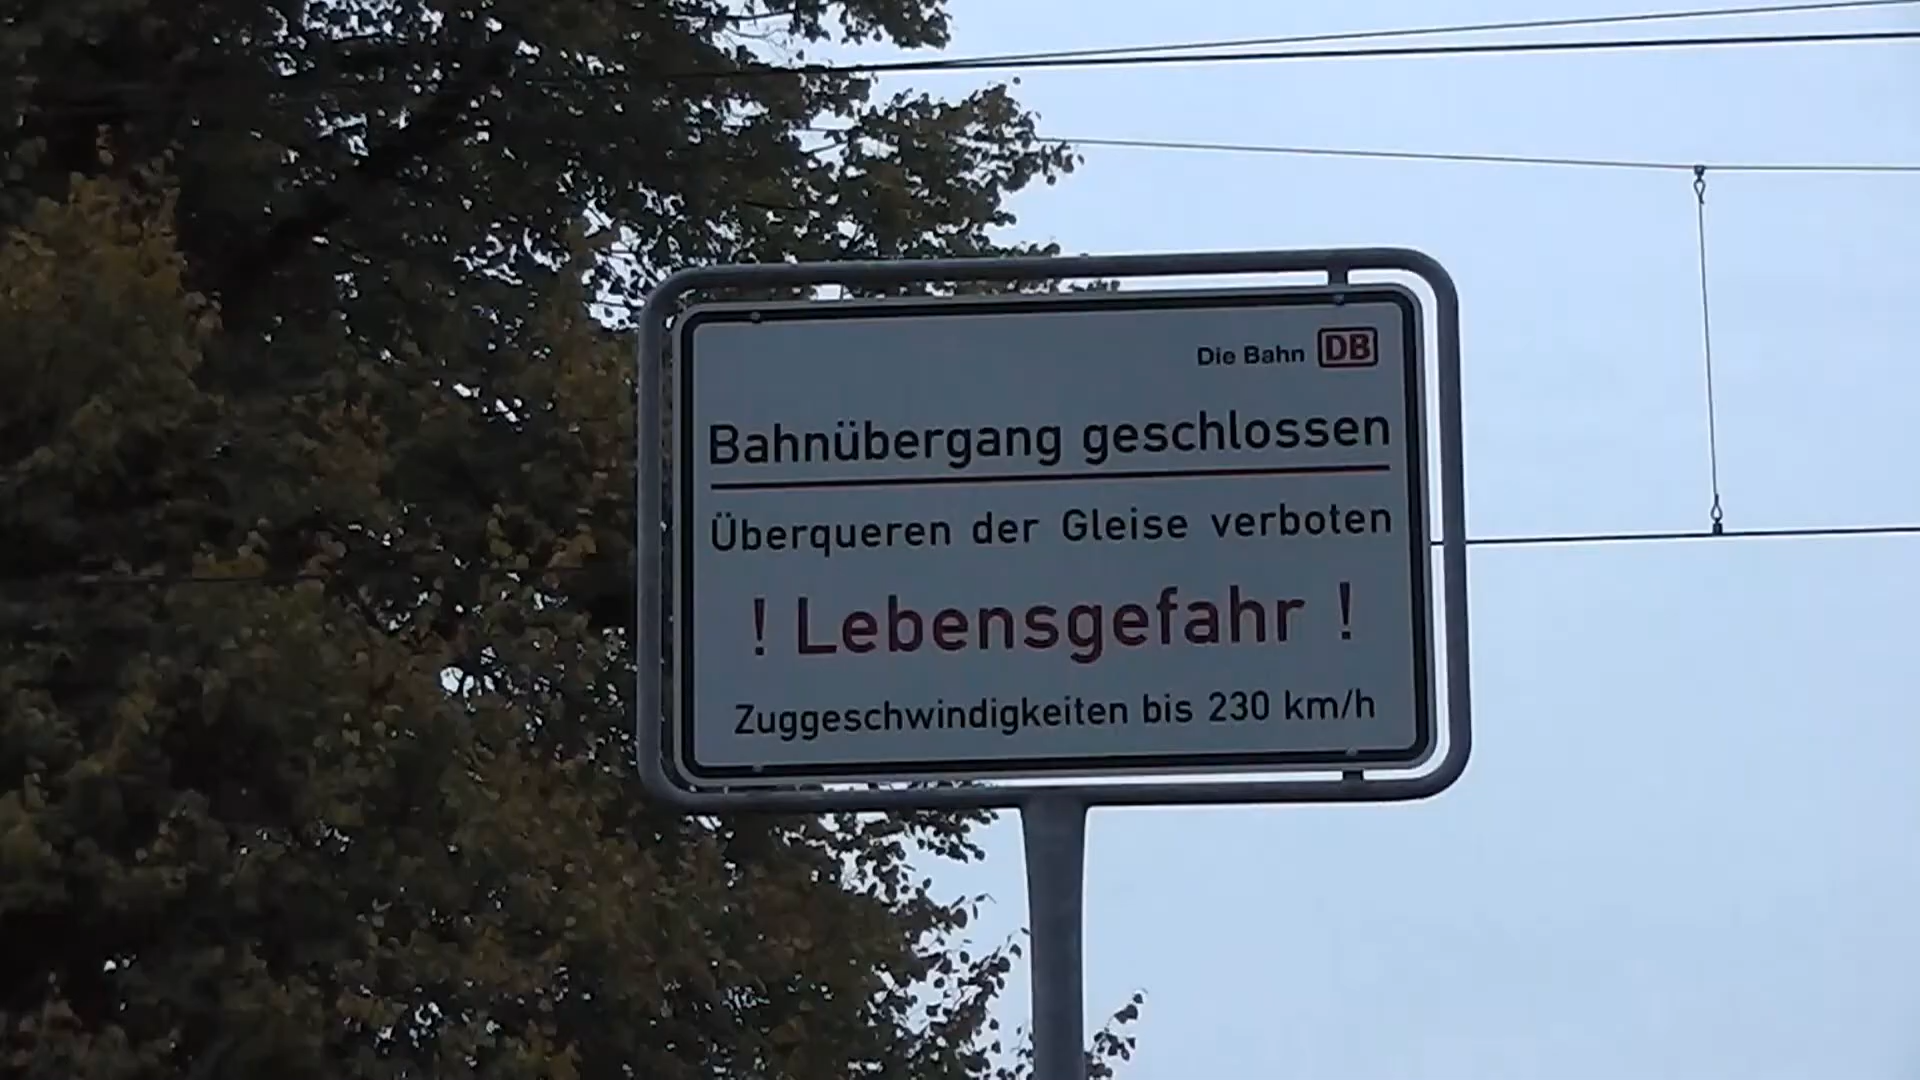 Die Bahn DB
Bahnübergang geschlossen
Überqueren der Gleise verboten
! Lebensgefahr !
Zuggeschwindigkeiten bis 230 km/h